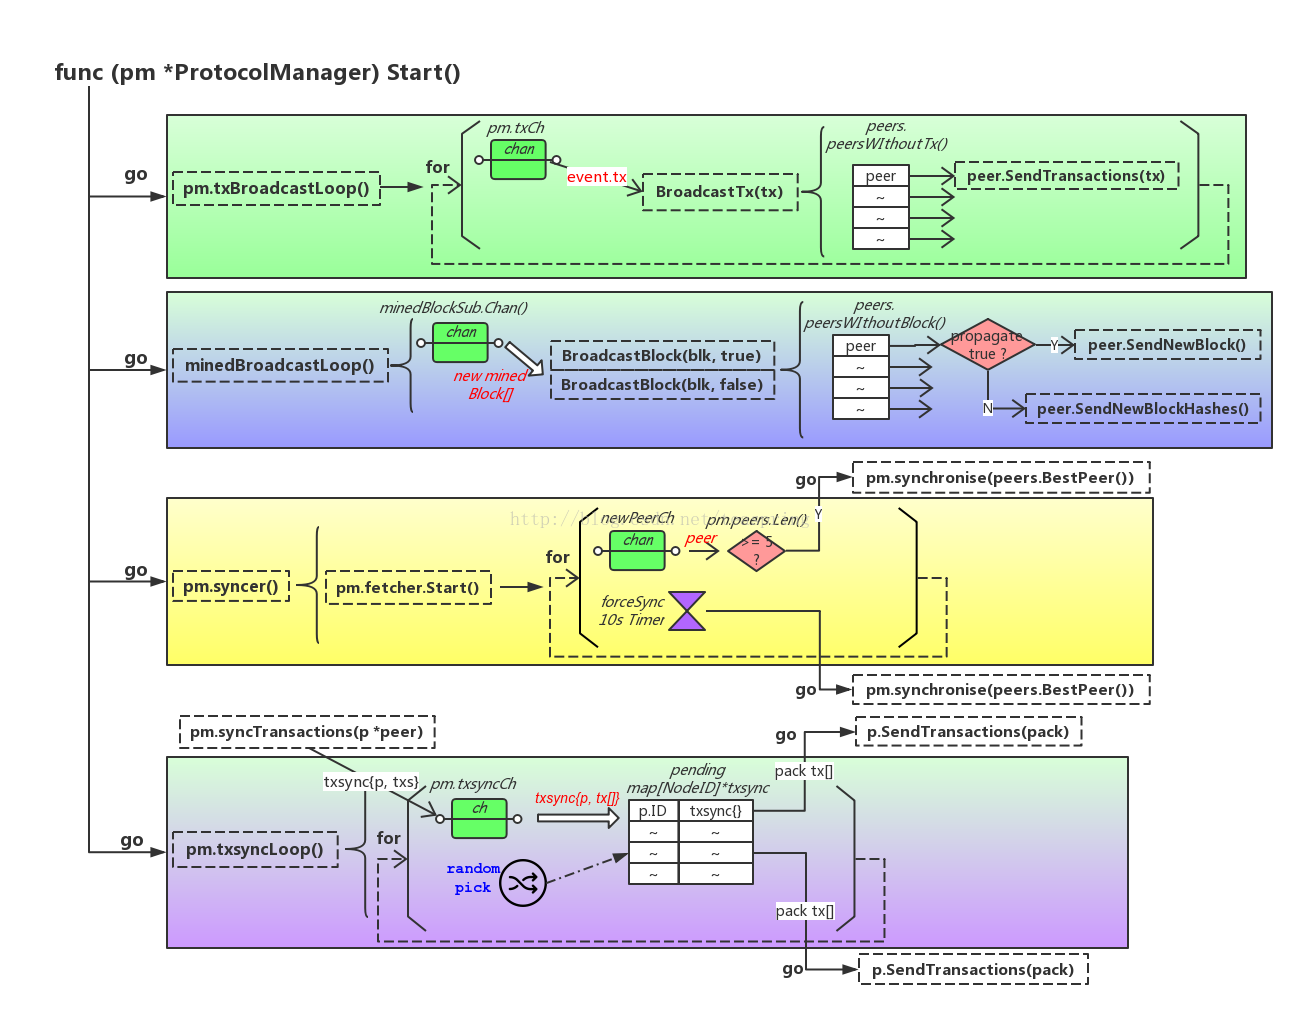 func (pm *ProtocolManager) Start()
go
pm.txBroadcastLoop()
for
pm.txCh
chan
event.tx
BroadcastTx(tx)
peers.
peersWIthoutTx()
peer
~
~
~
peer.SendTransactions(tx)
go
minedBroadcastLoop()
minedBlockSub.Chan()
chan
new mined
Block[]
BroadcastBlock(blk, true)
BroadcastBlock(blk, false)
peers.
peersWIthoutBlock()
peer
~
~
~
propagate
true ?
Y
peer.SendNewBlock()
N
peer.SendNewBlockHashes()
go
pm.synchronise(peers.BestPeer())
Y
go
pm.syncer()
pm.fetcher.Start()
for
newPeerCh
chan
peer
pm.peers.Len()
>= 5
?
forceSync
10s Timer
go
pm.synchronise(peers.BestPeer())
pm.syncTransactions(p *peer)
txsync{p, txs}
go
pm.txsyncLoop()
for
pm.txsyncCh
ch
txsync{p, tx[]}
random
pick
pending
map[NodeID]*txsync
p.ID
txsync{}
~
~
~
~
~
~
go
p.SendTransactions(pack)
pack tx[]
pack tx[]
go
p.SendTransactions(pack)